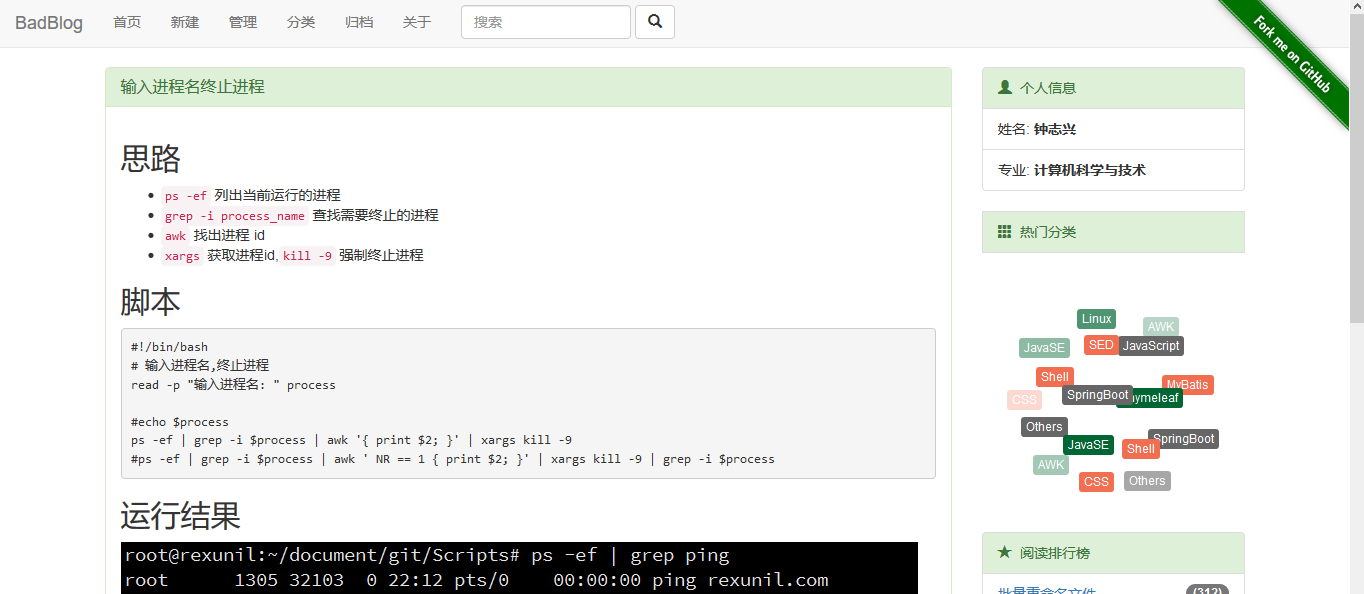 BadBlog 首页 新建 管理 分类 归档 关于 搜索
Fork me on GitHub
输入进程名终止进程
思路
ps -ef 列出当前运行的进程
grep -i process_name 查找需要终止的进程
awk 找出进程 id
xargs 获取进程id, kill -9 强制终止进程
脚本
#!/bin/bash
# 输入进程名,终止进程
read -p "输入进程名: " process
#echo $process
ps -ef | grep -i $process | awk '{ print $2; }' | xargs kill -9
#ps -ef | grep -i $process | awk ' NR == 1 { print $2; }' | xargs kill -9 | grep -i $process
运行结果
root@rexunil:~/document/git/Scripts# ps -ef | grep ping
root 1305 32103 0 22:12 pts/0 00:00:00 ping rexunil.com
个人信息
姓名: 钟志兴
专业: 计算机科学与技术
热门分类
Linux
AWK
JavaSE
SED
JavaScript
Shell
MyBatis
CSS
SpringBoot
ymeleaf
Others
JavaSE
SpringBoot
Shell
AWK
CSS
Others
阅读排行榜
批量重命名文件 (312)